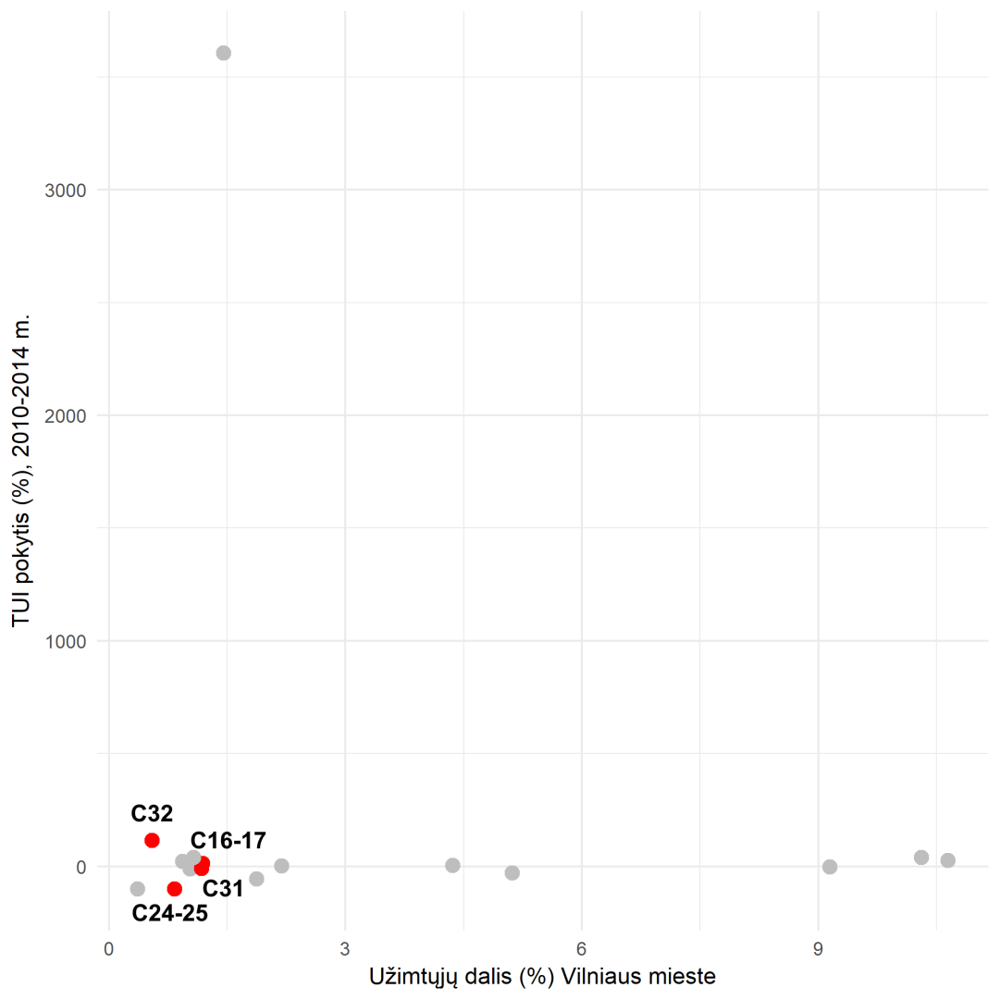 3000
2000
1000
0
TUI pokytis (%), 2010-2014 m.
C32
C16-17
C31
C24-25
0 3 6 9
Užimtųjų dalis (%) Vilniaus mieste